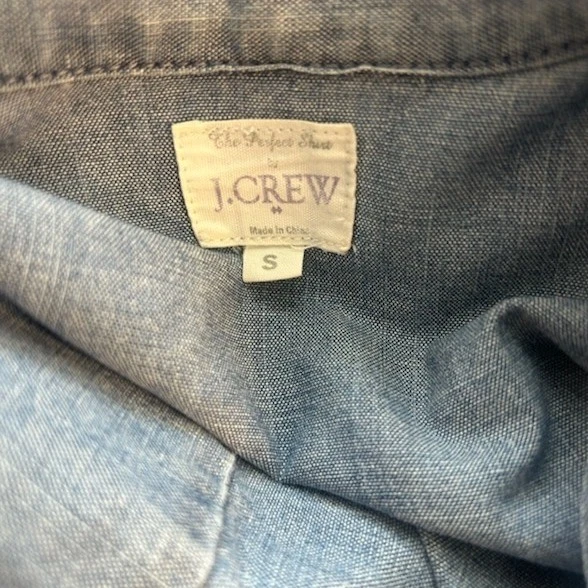 The Perfect Shirt
by
J.CREW
Made In China
S